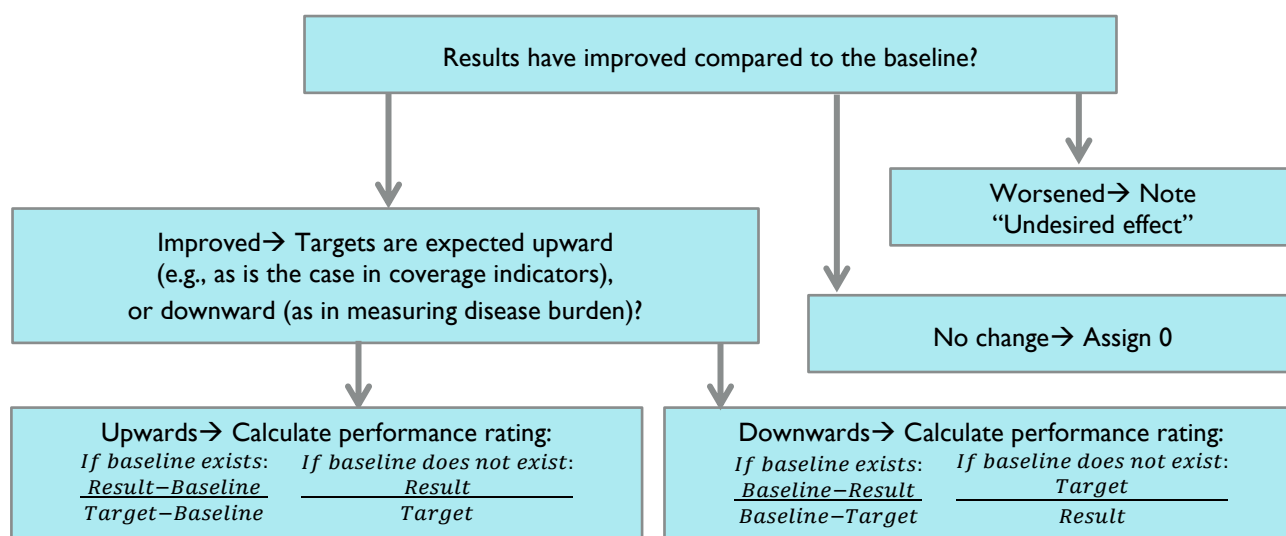 Results have improved compared to the baseline?
Worsened→ Note
“Undesired effect”
Improved→ Targets are expected upward
(e.g., as is the case in coverage indicators),
or downward (as in measuring disease burden)?
No change→ Assign 0
Upwards→ Calculate performance rating:
If baseline exists: If baseline does not exist:
Result−Baseline Result
Target−Baseline Target
Downwards→ Calculate performance rating:
If baseline exists: If baseline does not exist:
Baseline−Result Target
Baseline−Target Result